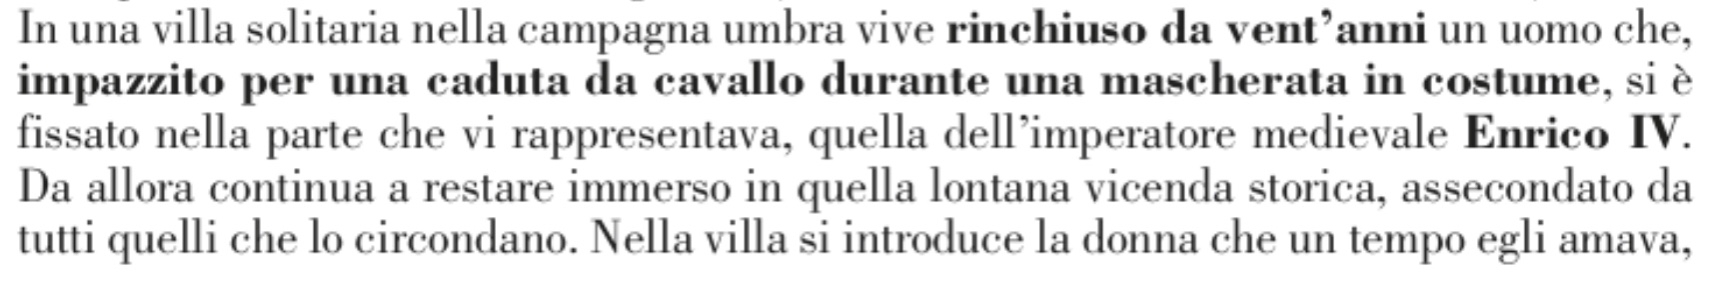 In una villa solitaria nella campagna umbra vive rinchiuso da vent’anni un uomo che,
impazzito per una caduta da cavallo durante una mascherata in costume, si è
fissato nella parte che vi rappresentava, quella dell’imperatore medievale Enrico IV.
Da allora continua a restare immerso in quella lontana vicenda storica, assecondato da
tutti quelli che lo circondano. Nella villa si introduce la donna che un tempo egli amava,